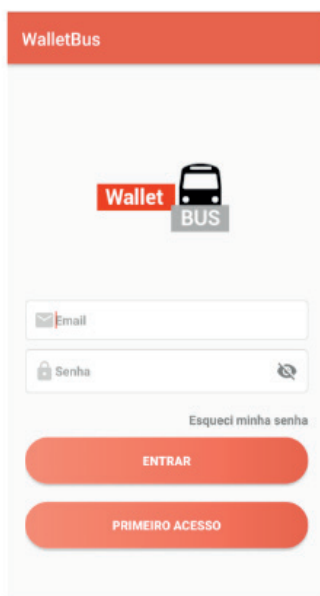 WalletBus
Wallet
BUS
Email
Senha
Esqueci minha senha
ENTRAR
PRIMEIRO ACESSO